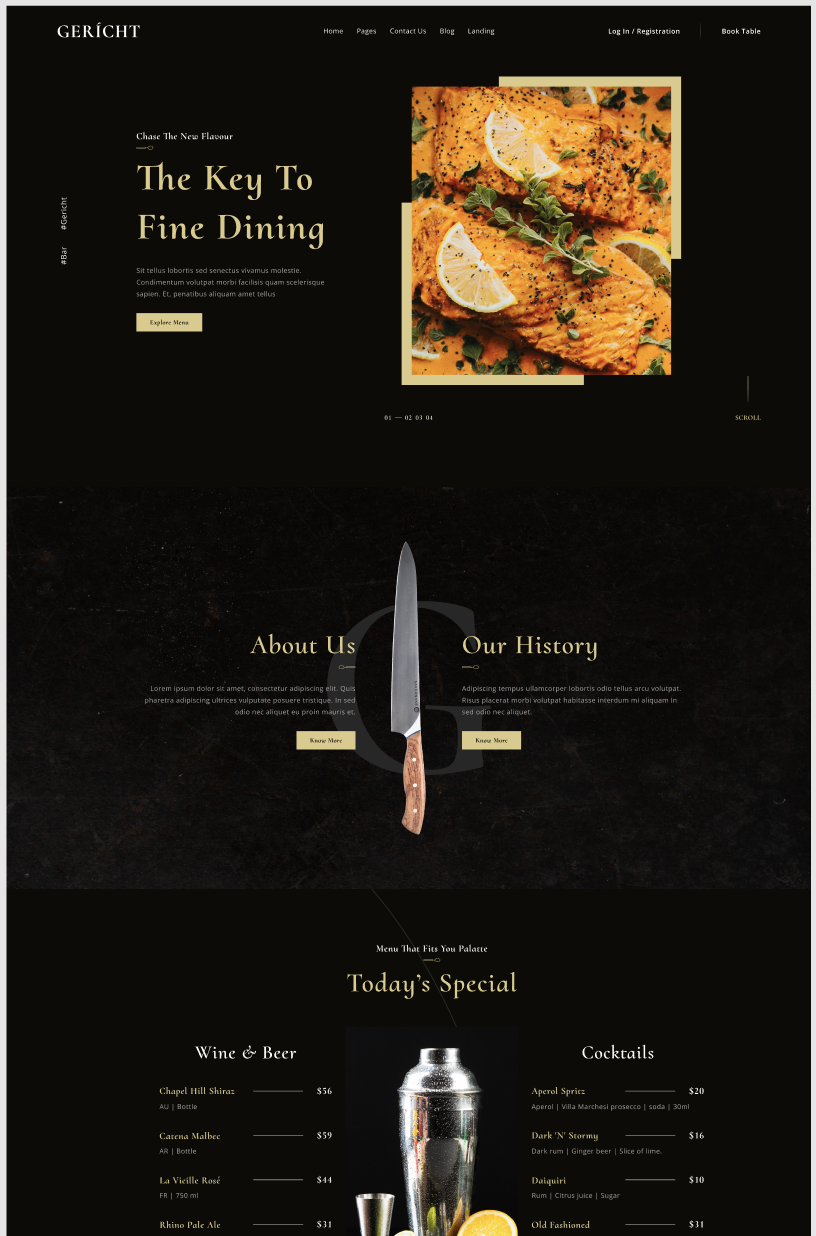 GERÍCHT
Home Pages Contact Us Blog Landing
Log In / Registration
Book Table
Chase The New Flavour
The Key To
Fine Dining
#Gericht
#Bar
Sit tellus lobortis sed senectus vivamus molestie.
Condimentum volutpat morbi facilisis quam scelerisque
sapien. Et, penatibus aliquam amet tellus
Explore Menu
01 — 02 03 04
SCROLL
G
About Us
Lorem ipsum dolor sit amet, consectetur adipiscing elit. Quis
pharetra adipiscing ultrices vulputate posuere tristique. In sed
odio nec aliquet eu proin mauris et.
Know More
Our History
Adipiscing tempus ullamcorper lobortis odio tellus arcu volutpat.
Risus placerat morbi volutpat habitasse interdum mi aliquam In
sed odio nec aliquet.
Know More
Menu That Fits You Palatte
Today's Special
Wine & Beer
Chapel Hill Shiraz $56
AU | Bottle
Catena Malbec $59
AR | Bottle
La Vieille Rosé $44
FR | 750 ml
Rhino Pale Ale $31
Cocktails
Aperol Spritz $20
Aperol | Villa Marchesi prosecco | soda | 30ml
Dark 'N' Stormy $16
Dark rum | Ginger beer | Slice of lime.
Daiquiri $10
Rum | Citrus juice | Sugar
Old Fashioned $31